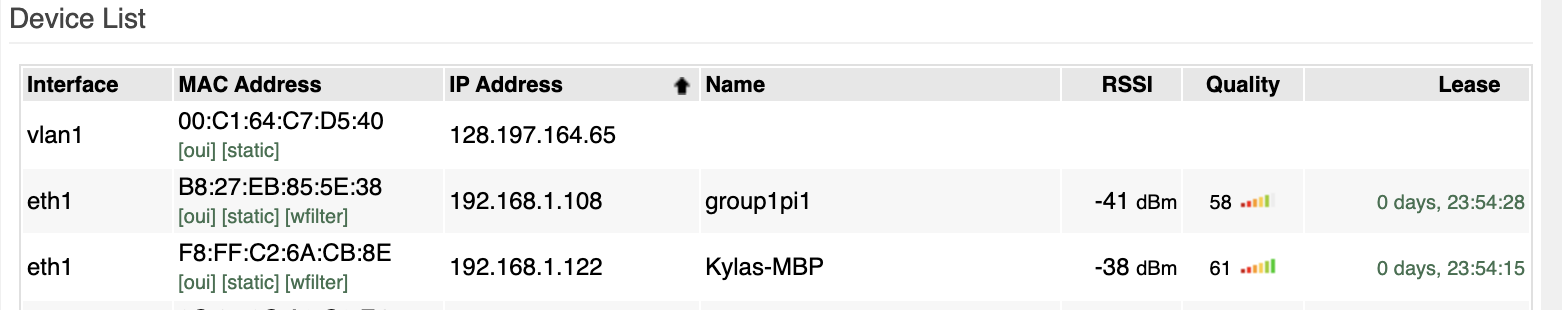 Device List
Interface MAC Address IP Address Name RSSI Quality Lease
vlan1 00:C1:64:C7:D5:40 128.197.164.65
[oui] [static]
eth1 B8:27:EB:85:5E:38 192.168.1.108 group1pi1 -41 dBm 58 0 days, 23:54:28
[oui] [static] [wfilter]
eth1 F8:FF:C2:6A:CB:8E 192.168.1.122 Kylas-MBP -38 dBm 61 0 days, 23:54:15
[oui] [static] [wfilter]